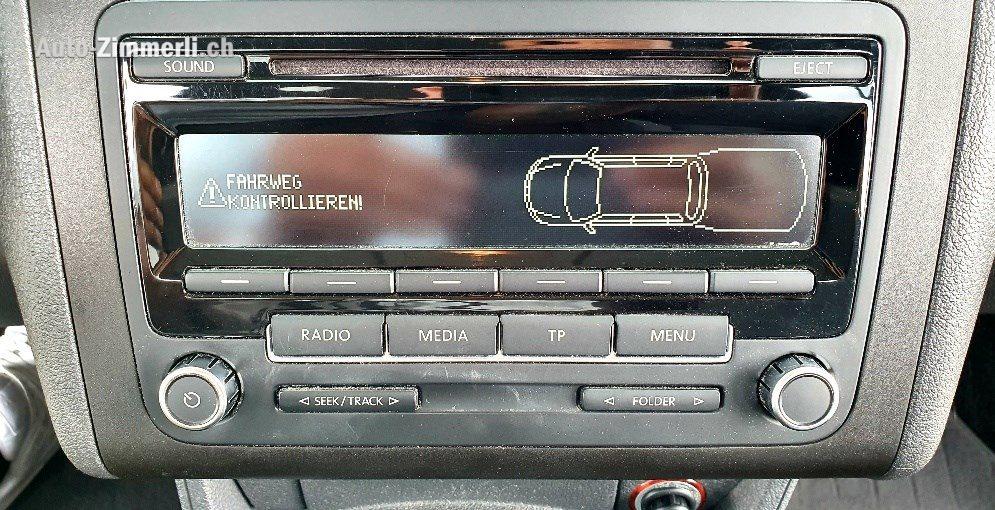 Auto-Zimmerli.ch
SOUND
EJECT
FAHRWEG
KONTROLLIEREN!
RADIO
MEDIA
TP
MENU
SEEK/TRACK
FOLDER